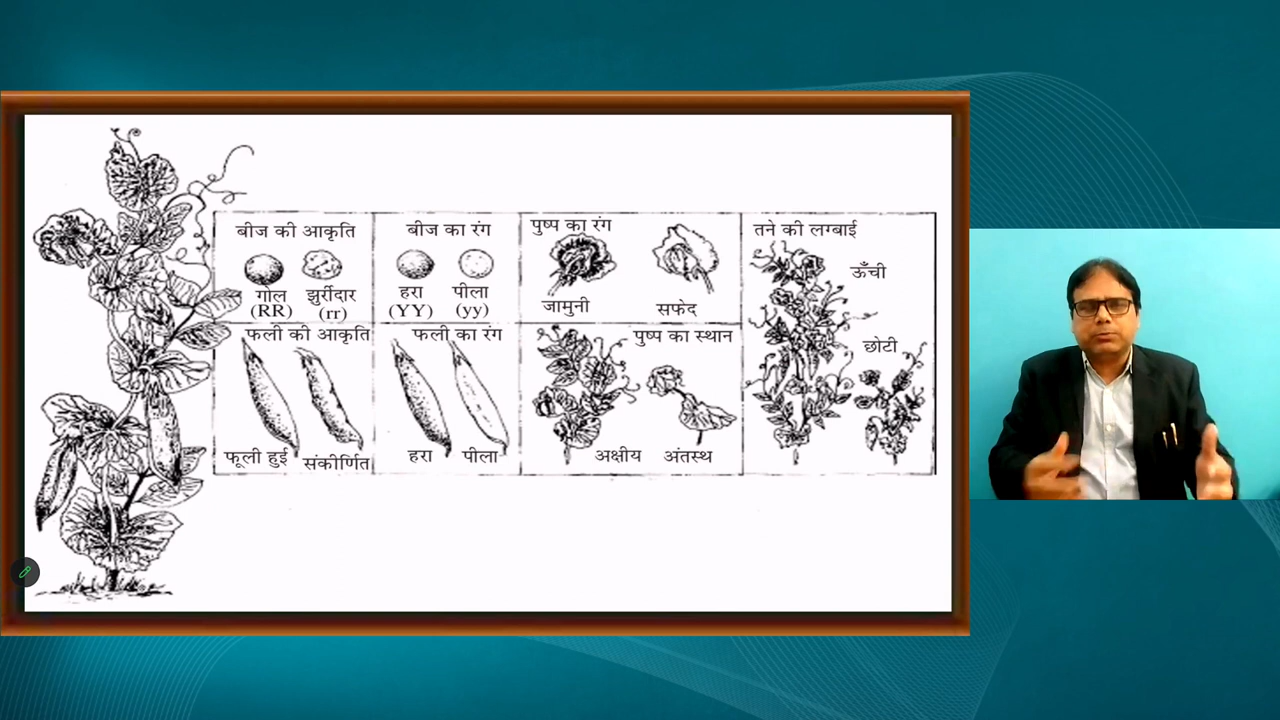 बीज की आकृति
गोल झुर्रीदार
(RR) (rr)
बीज का रंग
हरा पीला
(YY) (yy)
पुष्प का रंग
जामुनी सफेद
तने की लम्बाई
ऊँची
छोटी
फली की आकृति
फूली हुई संकीर्णित
फली का रंग
हरा पीला
पुष्प का स्थान
अक्षीय अंतस्थ